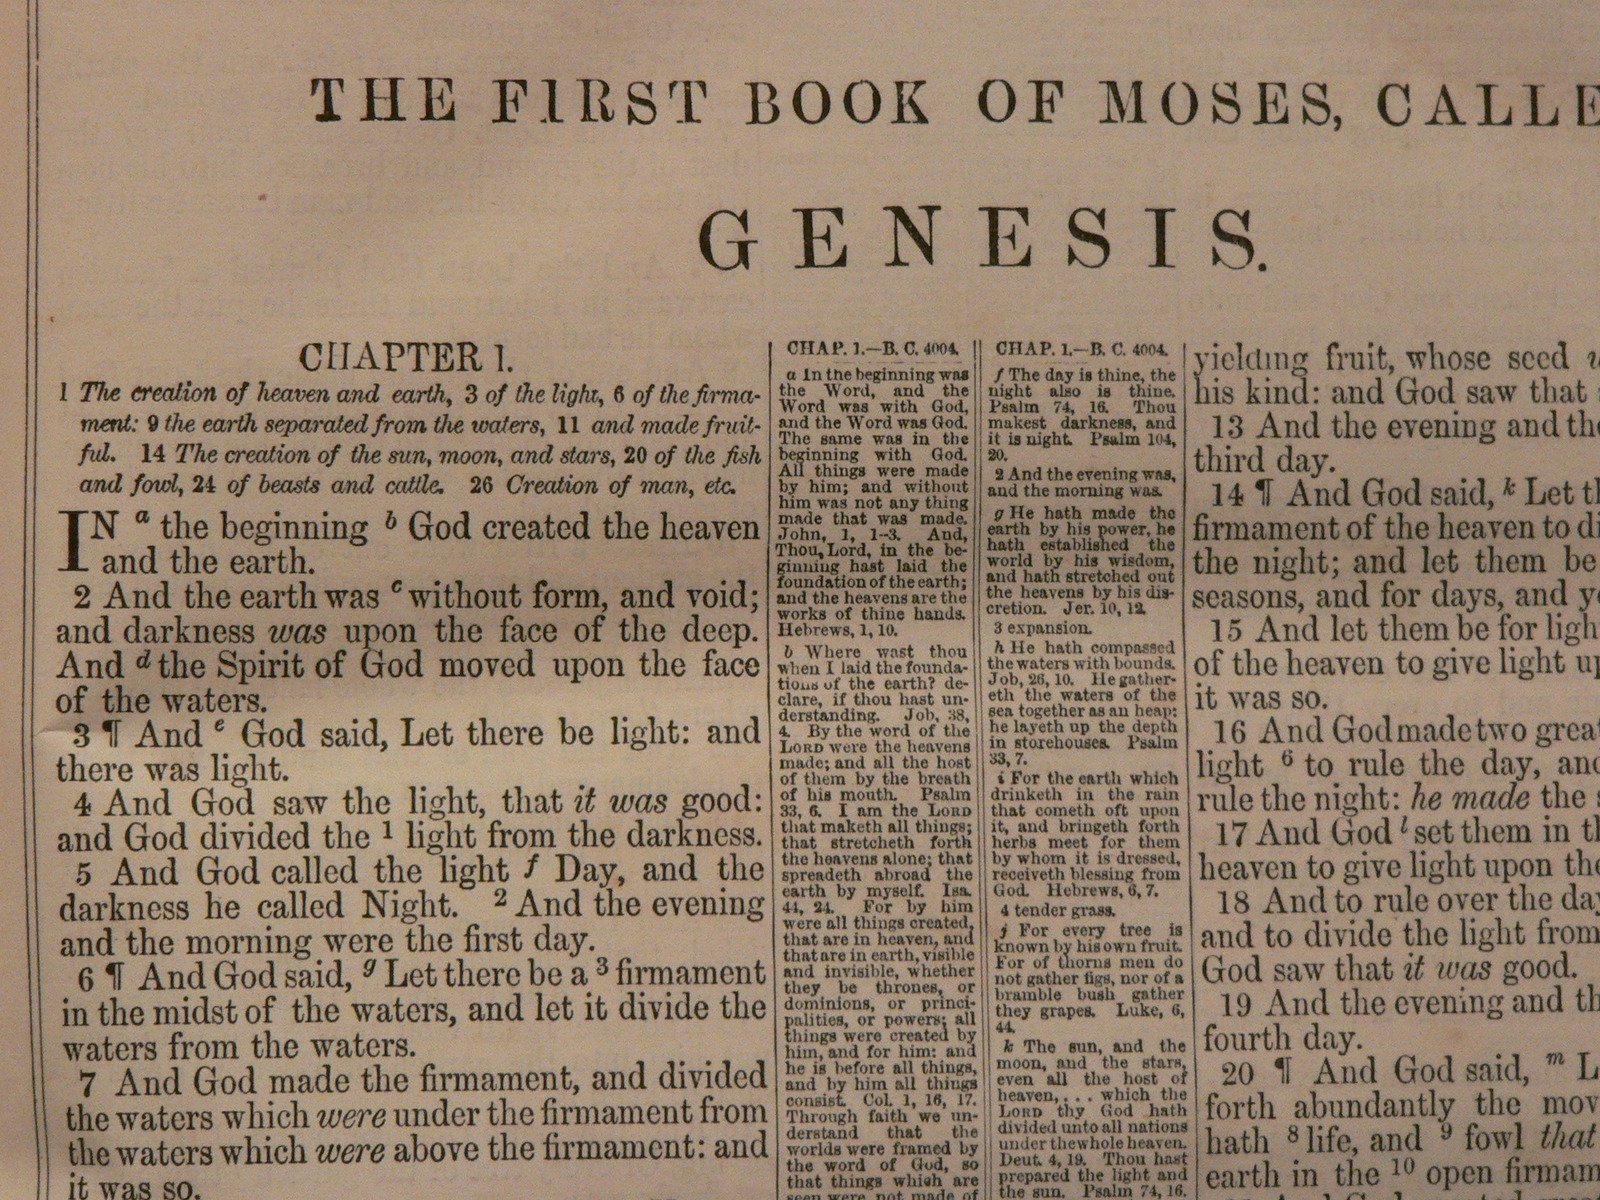 THE FIRST BOOK OF MOSES, CALLE
GENESIS.
CHAPTER 1.
1 The creation of heaven and earth, 3 of the light, 6 of the firma-
ment: 9 the earth separated from the waters, 11 and made fruit-
ful. 14 The creation of the sun, moon, and stars, 20 of the fish
and fowl, 24 of beasts and cattle. 26 Creation of man, etc.
IN a the beginning b God created the heaven
and the earth.
2 And the earth was c without form, and void;
and darkness was upon the face of the deep.
And d the Spirit of God moved upon the face
of the waters.
3 ¶ And e God said, Let there be light: and
there was light.
4 And God saw the light, that it was good:
and God divided the 1 light from the darkness.
5 And God called the light f Day, and the
darkness he called Night. 2 And the evening
and the morning were the first day.
6 ¶ And God said, g Let there be a 3 firmament
in the midst of the waters, and let it divide the
waters from the waters.
7 And God made the firmament, and divided
the waters which were under the firmament from
the waters which were above the firmament: and
it was so.
CHAP. 1.—B. C. 4004.
a In the beginning was
the Word, and the
Word was with God,
and the Word was God.
The same was in the
beginning with God.
All things were made
by him; and without
him was not any thing
made that was made.
John, 1, 1-3. And,
Thou, Lord, in the be-
ginning hast laid the
foundation of the earth;
and the heavens are the
works of thine hands.
Hebrews, 1, 10.
b Where wast thou
when I laid the founda-
tions of the earth? de-
clare, if thou hast un-
derstanding. Job, 38,
4. By the word of the
LORD were the heavens
made; and all the host
of them by the breath
of his mouth. Psalm
33, 6. I am the LORD
that maketh all things;
that stretcheth forth
the heavens alone; that
spreadeth abroad the
earth by myself. Isa.
44, 24. For by him
were all things created,
that are in heaven, and
that are in earth, visible
and invisible, whether
they be thrones, or
dominions, or princi-
palities, or powers; all
things were created by
him, and for him: and
he is before all things,
and by him all things
consist. Col. 1, 16, 17.
Through faith we un-
derstand that the
worlds were framed by
the word of God, so
that things which are
seen were not made of
CHAP. 1.—B. C. 4004.
f The day is thine, the
night also is thine.
Psalm 74, 16. Thou
makest darkness, and
it is night. Psalm 104,
20.
2 And the evening was,
and the morning was.
g He hath made the
earth by his power, he
hath established the
world by his wisdom,
and hath stretched out
the heavens by his dis-
cretion. Jer. 10, 12.
3 expansion.
h He hath compassed
the waters with bounds.
Job, 26, 10. He gather-
eth the waters of the
sea together as an heap:
he layeth up the depth
in storehouses. Psalm
33, 7.
i For the earth which
drinketh in the rain
that cometh oft upon
it, and bringeth forth
herbs meet for them
by whom it is dressed,
receiveth blessing from
God. Hebrews, 6, 7.
4 tender grass.
j For every tree is
known by his own fruit.
For of thorns men do
not gather figs, nor of a
bramble bush gather
they grapes. Luke, 6,
44.
k The sun, and the
moon, and the stars,
even all the host of
heaven, . . . which the
LORD thy God hath
divided unto all nations
under the whole heaven.
Deut. 4, 19. Thou hast
prepared the light and
the sun. Psalm 74, 16.
yielding fruit, whose seed
his kind: and God saw that
13 And the evening and the
third day.
14 ¶ And God said, k Let th
firmament of the heaven to di
the night; and let them be
seasons, and for days, and y
15 And let them be for ligh
of the heaven to give light up
it was so.
16 And God made two grea
light 6 to rule the day, and
rule the night: he made the
17 And God l set them in th
heaven to give light upon the
18 And to rule over the da
and to divide the light from
God saw that it was good.
19 And the evening and th
fourth day.
20 ¶ And God said, m L
forth abundantly the mov
hath 8 life, and 9 fowl that
earth in the 10 open firmam